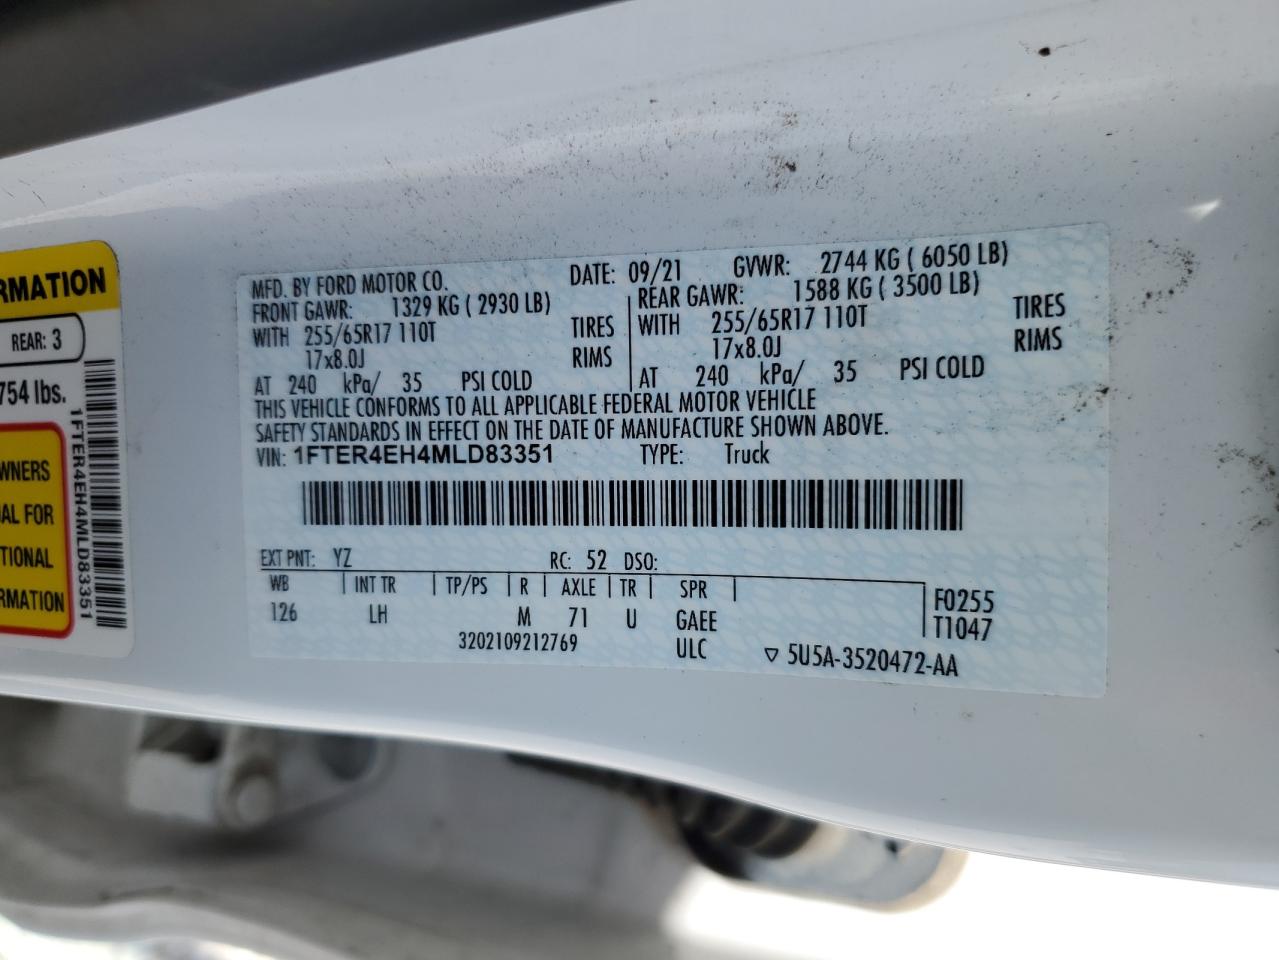 RMATION
REAR: 3
754 lbs.
WNERS
AL FOR
TIONAL
RMATION
1FTER4EH4MLD83351
MFD. BY FORD MOTOR CO. DATE: 09/21 GVWR: 2744 KG ( 6050 LB)
FRONT GAWR: 1329 KG ( 2930 LB) REAR GAWR: 1588 KG ( 3500 LB)
WITH 255/65R17 110T TIRES WITH 255/65R17 110T TIRES
17x8.0J RIMS 17x8.0J RIMS
AT 240 kPa/ 35 PSI COLD AT 240 kPa/ 35 PSI COLD
THIS VEHICLE CONFORMS TO ALL APPLICABLE FEDERAL MOTOR VEHICLE
SAFETY STANDARDS IN EFFECT ON THE DATE OF MANUFACTURE SHOWN ABOVE.
VIN: 1FTER4EH4MLD83351 TYPE: Truck
EXT PNT: YZ RC: 52 DSO:
WB | INT TR | TP/PS | R | AXLE | TR | SPR | F0255
126 LH M 71 U GAEE T1047
3202109212769 ULC ▽ 5U5A-3520472-AA